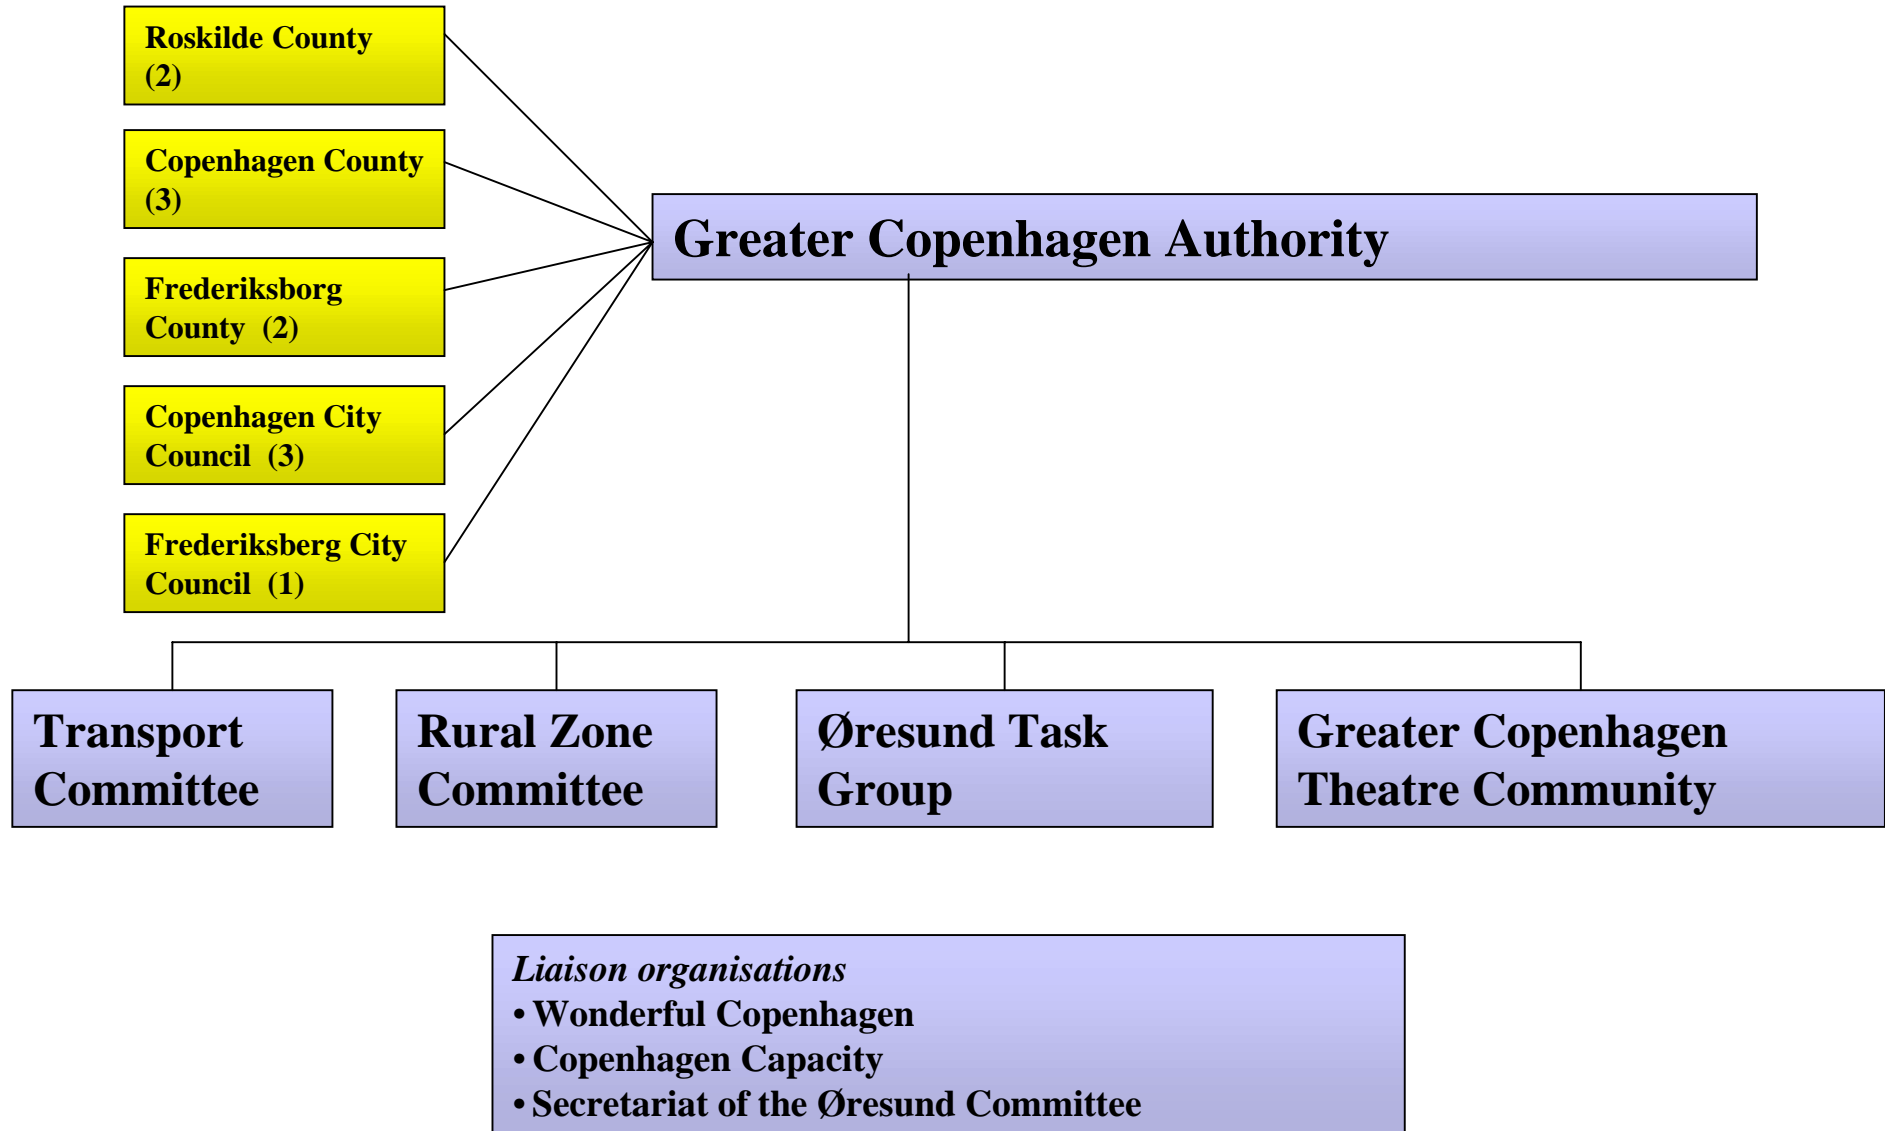 Roskilde County
(2)
Copenhagen County
(3)
Frederiksborg
County (2)
Copenhagen City
Council (3)
Frederiksberg City
Council (1)
Greater Copenhagen Authority
Transport
Committee
Rural Zone
Committee
Øresund Task
Group
Greater Copenhagen
Theatre Community
Liaison organisations
• Wonderful Copenhagen
• Copenhagen Capacity
• Secretariat of the Øresund Committee